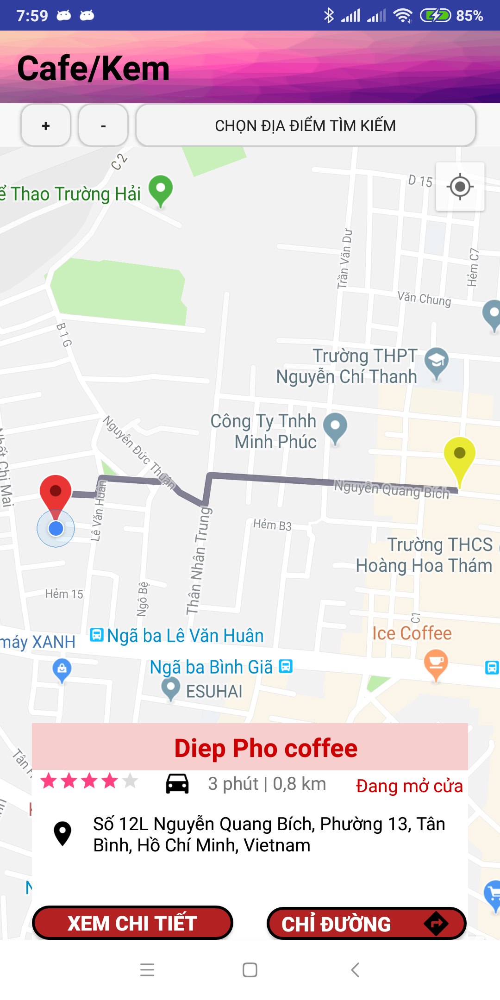 7:59
85%
Cafe/Kem
+
-
CHỌN ĐỊA ĐIỂM TÌM KIẾM
C 2
D 15
ể Thao Trường Hải
Trần Văn Dư
Hẻm C7
Văn Chung
B 1 G
Trường THPT
Nguyễn Chí Thanh
Công Ty Tnhh
Minh Phúc
Nguyễn Đức Thuận
Nhất Chi Mai
Nguyễn Quang Bích
Lê Văn Huân
Hẻm B3
Thân Nhân Trung
Trường THCS
Hoàng Hoa Thám
Hẻm 15
Ngô Bệ
C1
Ngã ba Lê Văn Huân
Ice Coffee
máy XANH
Ngã ba Bình Giã
ESUHAI
Tân
Diep Pho coffee
3 phút | 0,8 km
Đang mở cửa
Số 12L Nguyễn Quang Bích, Phường 13, Tân
Bình, Hồ Chí Minh, Vietnam
XEM CHI TIẾT
CHỈ ĐƯỜNG